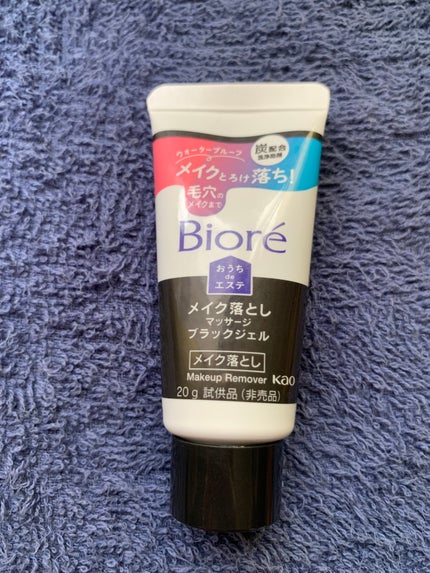 ウォータープルーフ
炭配合
洗浄助剤
メイクとろけ落ち!
毛穴の
メイクまで
Bioré
おうち
de
エステ
メイク落とし
マッサージ
ブラックジェル
メイク落とし
Makeup Remover Kao
20g 試供品(非売品)